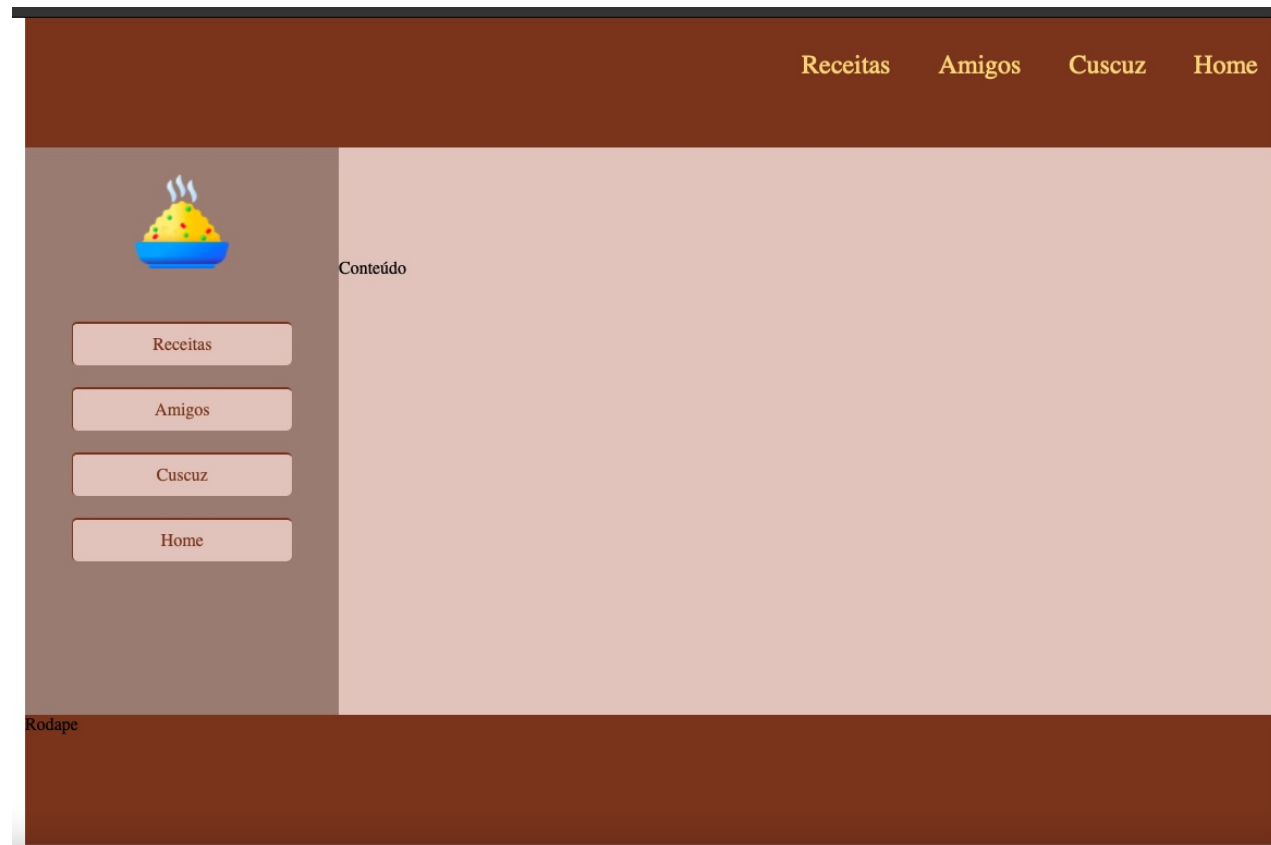 Receitas Amigos Cuscuz Home
Conteúdo
Receitas
Amigos
Cuscuz
Home
Rodape